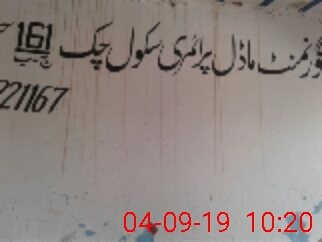 گورنمنٹ ماڈل پرائمری سکول چک 161 ج ب
221167
04-09-19 10:20